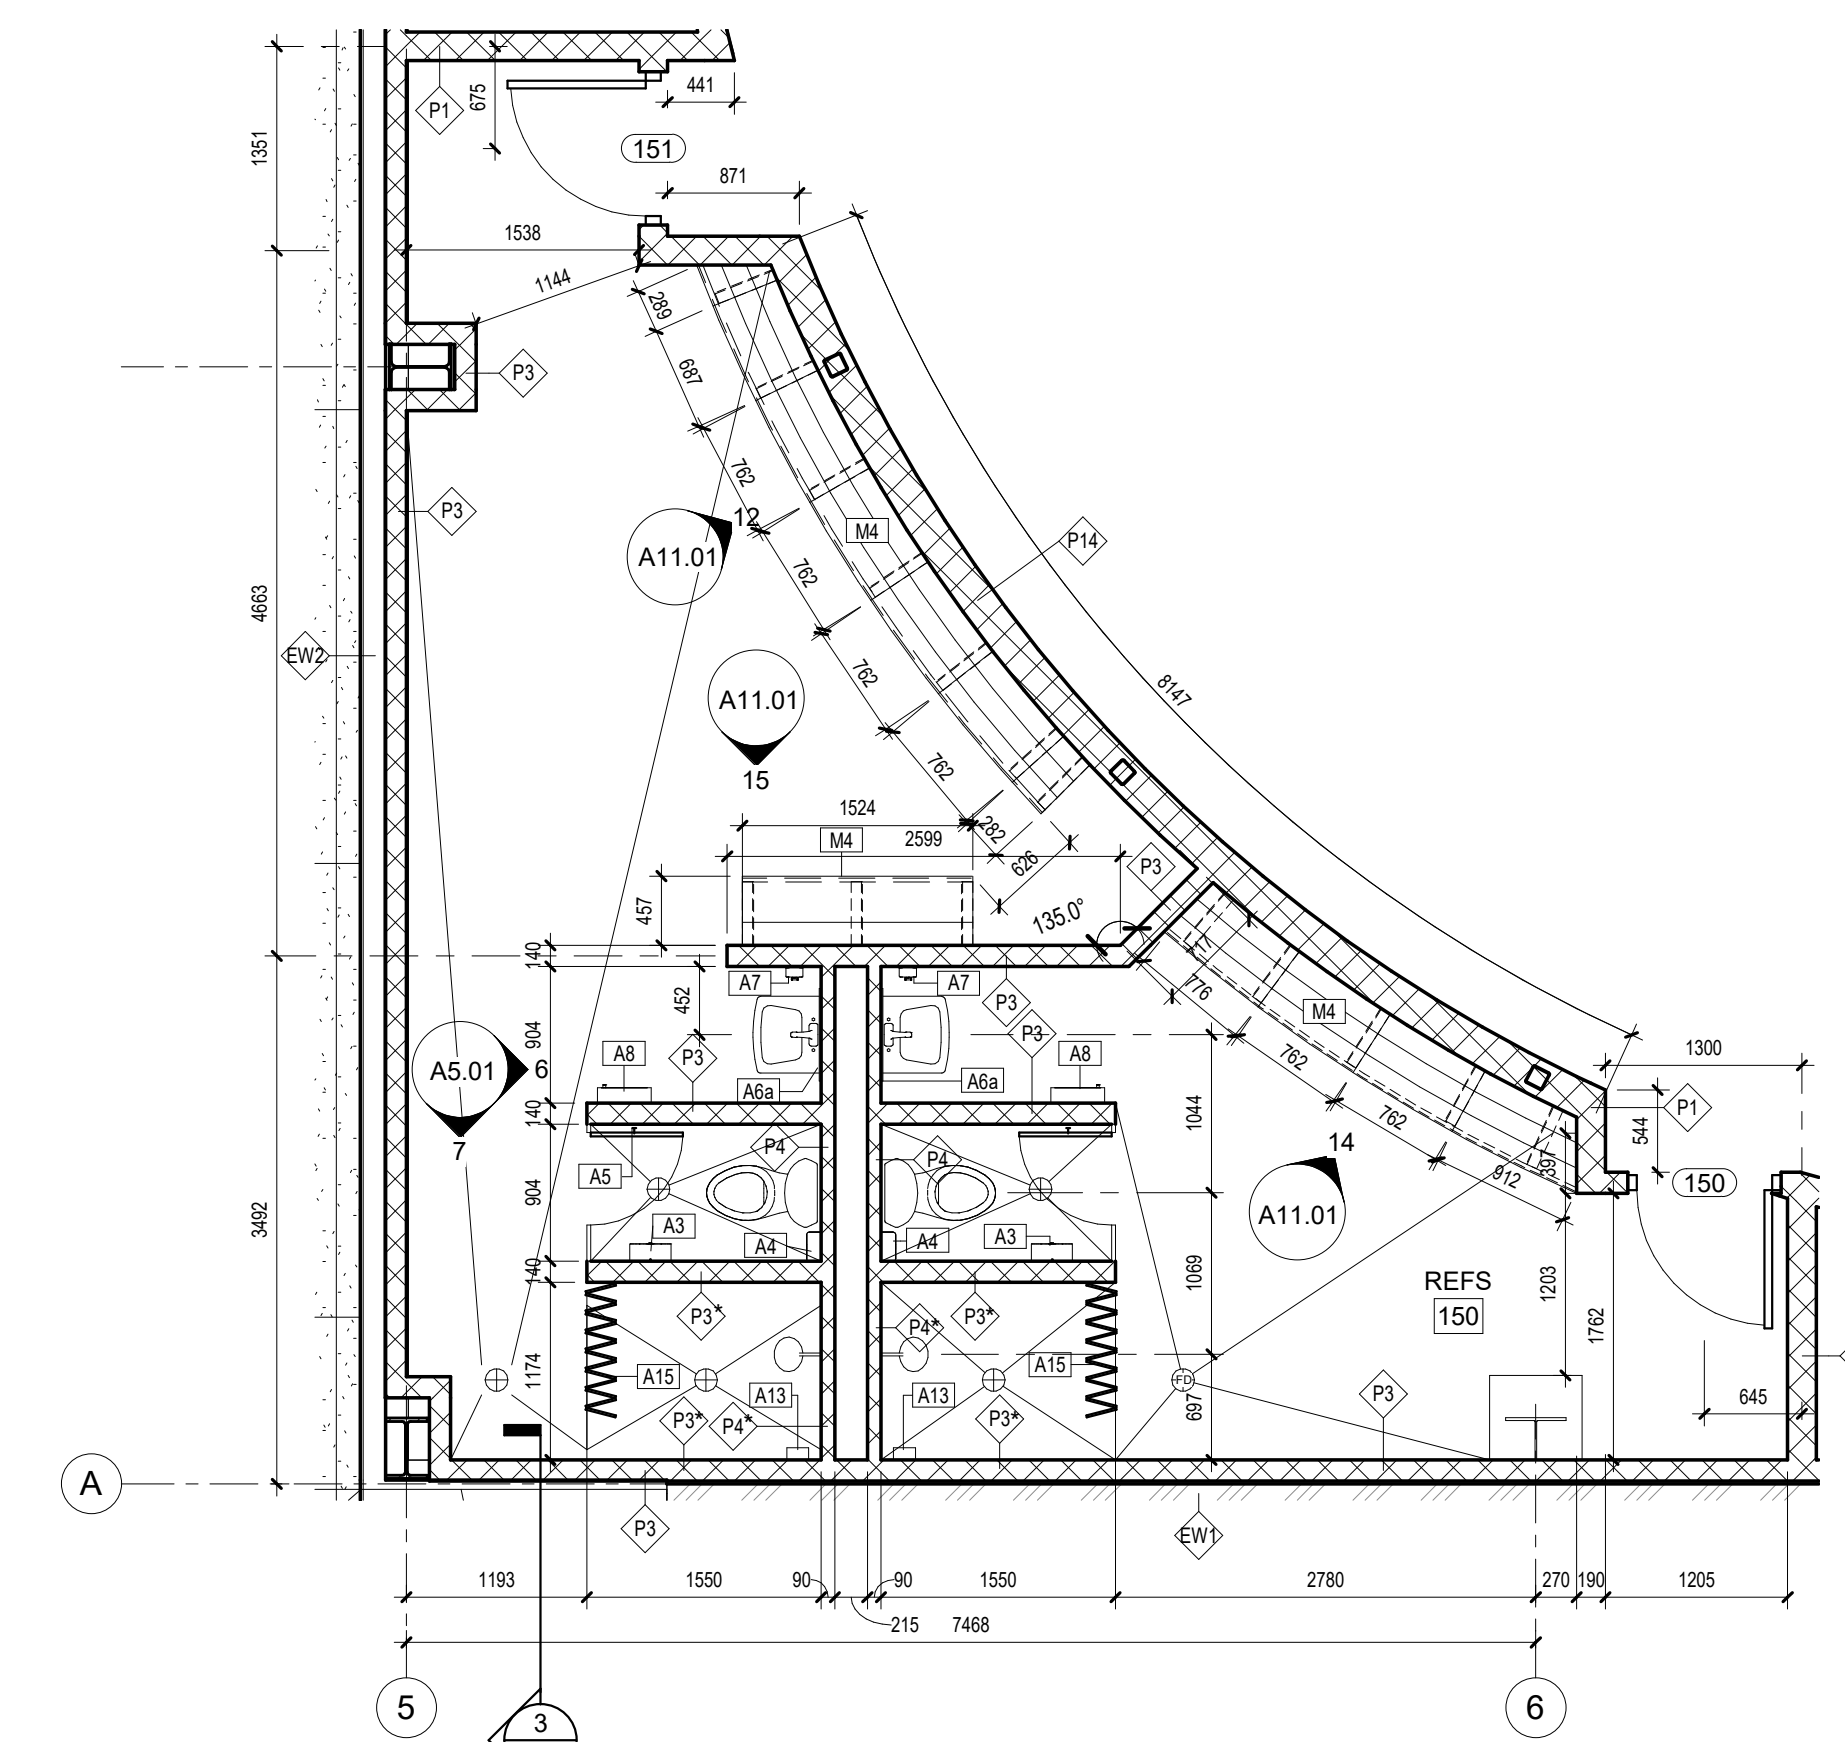 P1
675
441
1351
151
871
1538
1144
289
P3
687
762
12
A11.01
M4
P14
P3
762
4663
EW2
762
A11.01
15
8147
762
1524
282
M4
2599
626
P3
457
135.0°
140
A7
A7
452
P3
776
M4
904
P3
P3
A8
A8
A5.01
6
7
A6a
A6a
762
1300
1044
762
P1
544
140
P4
P4
14
391
912
150
A5
904
A3
A4
A4
A3
A11.01
3492
140
1069
REFS
150
1203
1762
P3*
P3*
P4*
1174
A15
A13
A13
A15
FD
P3
697
645
P3*
P4*
P3*
A
P3
EW1
1193
1550
90
90
1550
2780
270
190
1205
215
7468
5
6
3